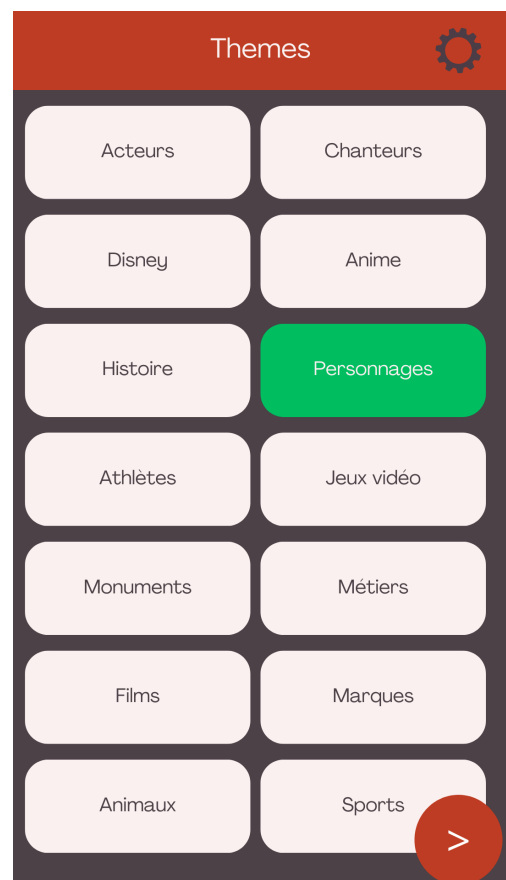 Themes
Acteurs
Chanteurs
Disney
Anime
Histoire
Personnages
Athlètes
Jeux vidéo
Monuments
Métiers
Films
Marques
Animaux
Sports
>